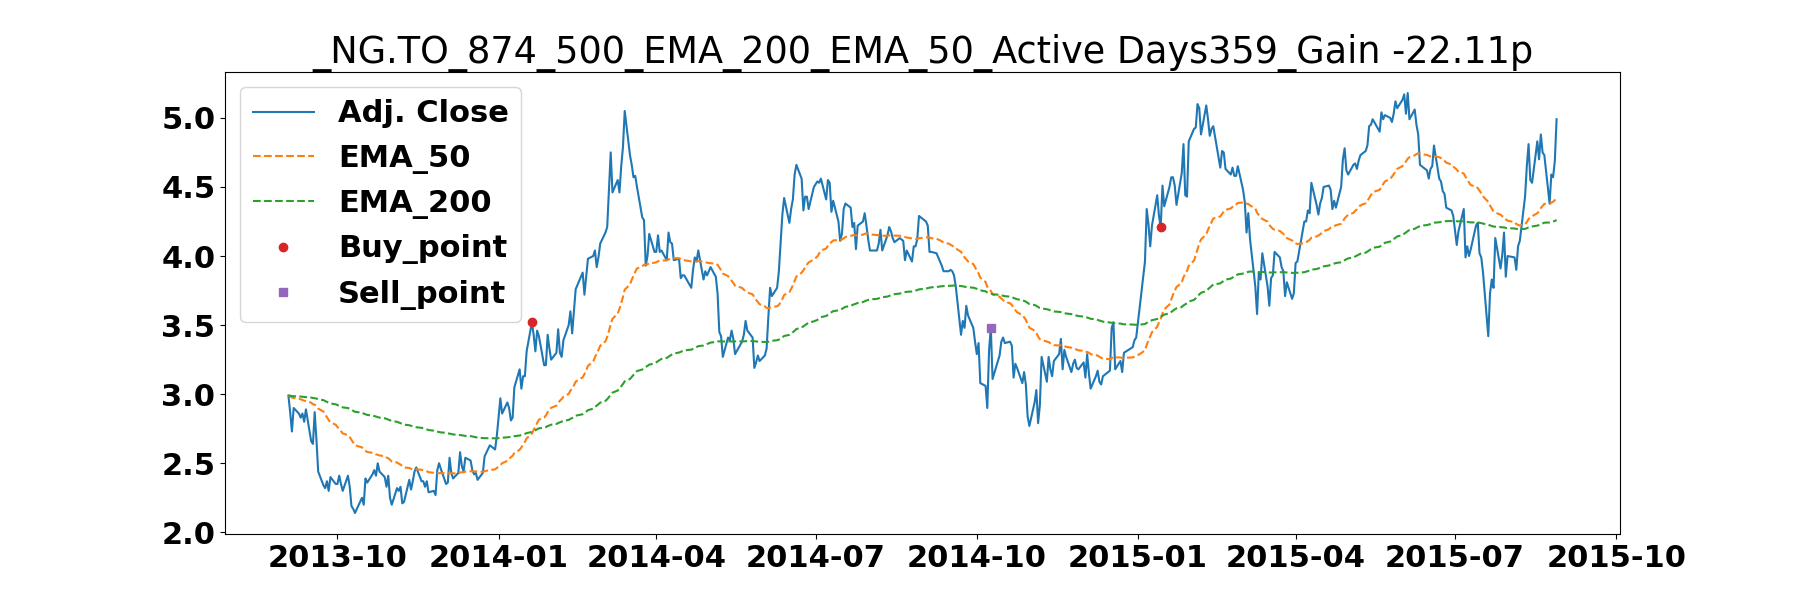 _NG.TO_874_500_EMA_200_EMA_50_Active Days359_Gain -22.11p
Adj. Close
EMA_50
EMA_200
Buy_point
Sell_point
5.0
4.5
4.0
3.5
3.0
2.5
2.0
2013-10 2014-01 2014-04 2014-07 2014-10 2015-01 2015-04 2015-07 2015-10